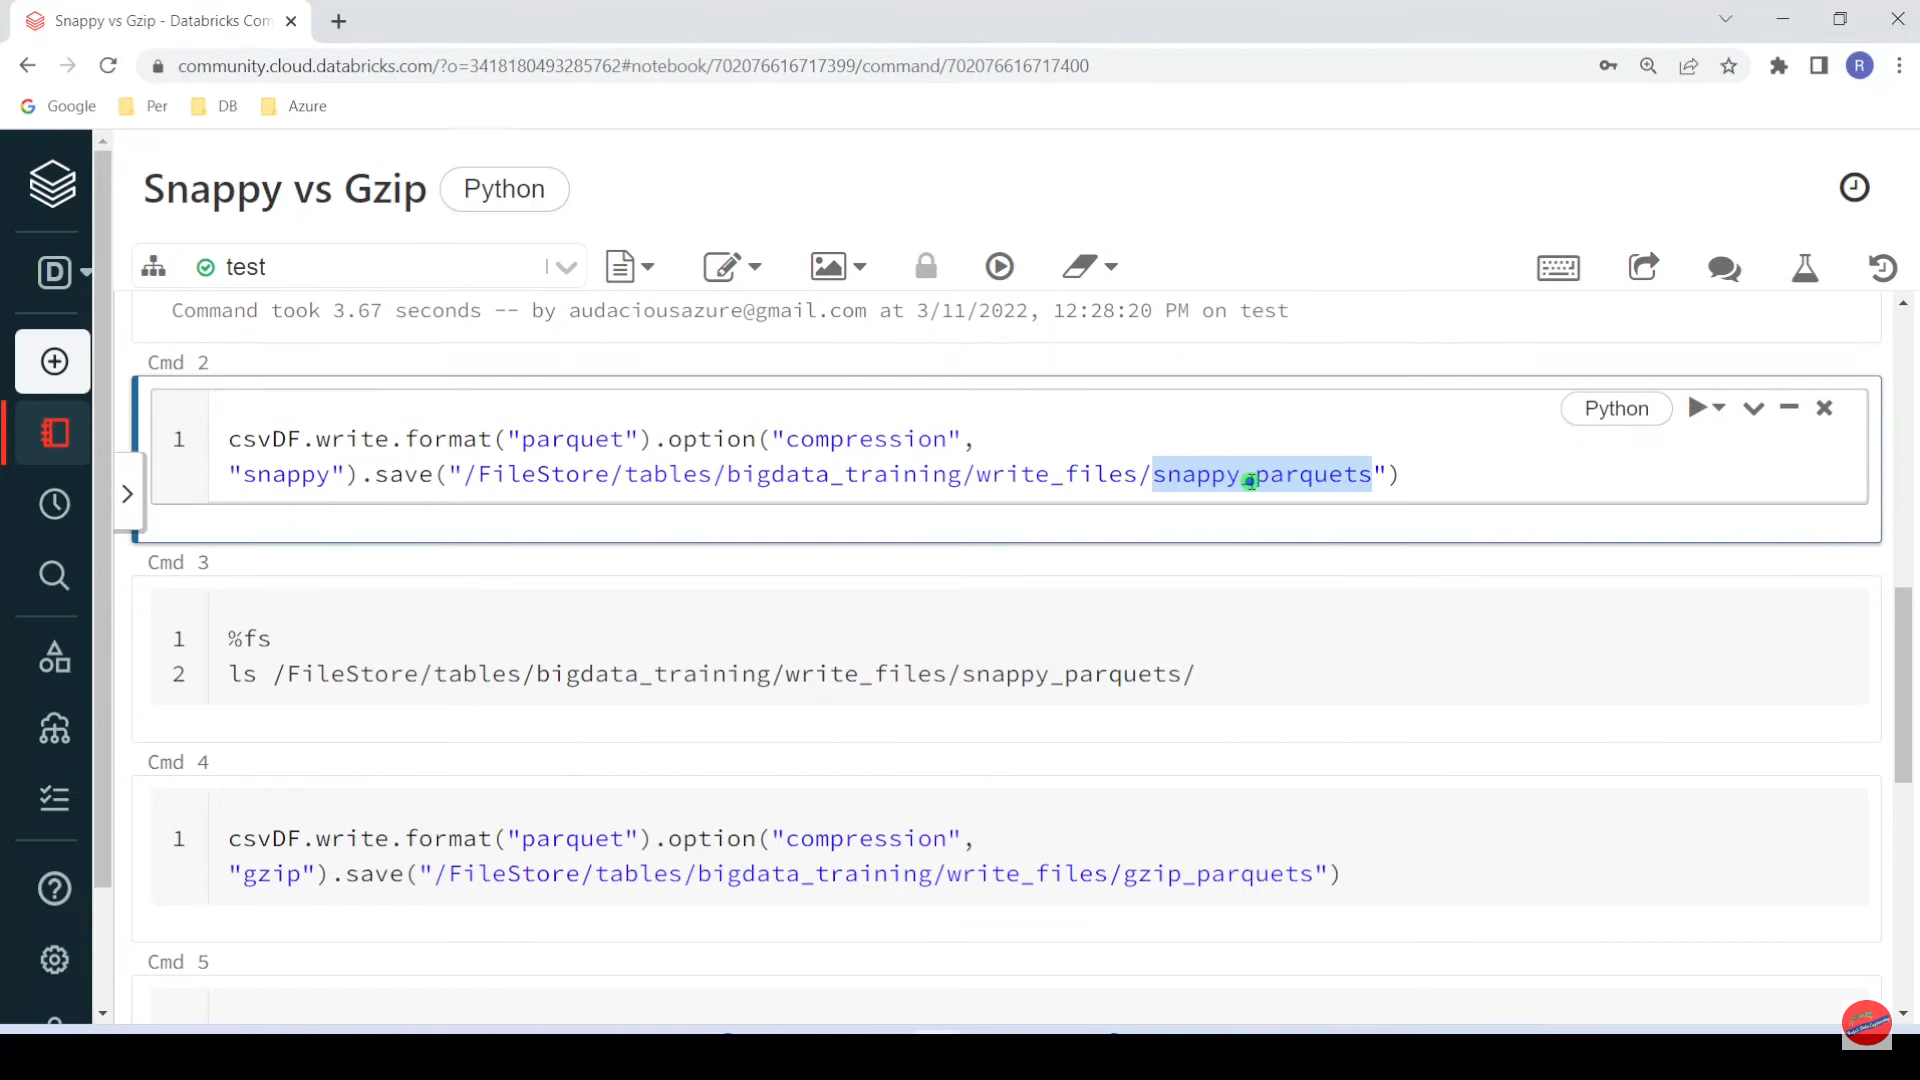 Snappy vs Gzip - Databricks Com
community.cloud.databricks.com/?o=3418180493285762#notebook/702076616717399/command/702076616717400
R
Google Per DB Azure
Snappy vs Gzip Python
D
test
Command took 3.67 seconds -- by audaciousazure@gmail.com at 3/11/2022, 12:28:20 PM on test
Cmd 2
Python
1 csvDF.write.format("parquet").option("compression",
"snappy").save("/FileStore/tables/bigdata_training/write_files/snappy_parquets")
Cmd 3
1 %fs
2 ls /FileStore/tables/bigdata_training/write_files/snappy_parquets/
Cmd 4
1 csvDF.write.format("parquet").option("compression",
"gzip").save("/FileStore/tables/bigdata_training/write_files/gzip_parquets")
Cmd 5